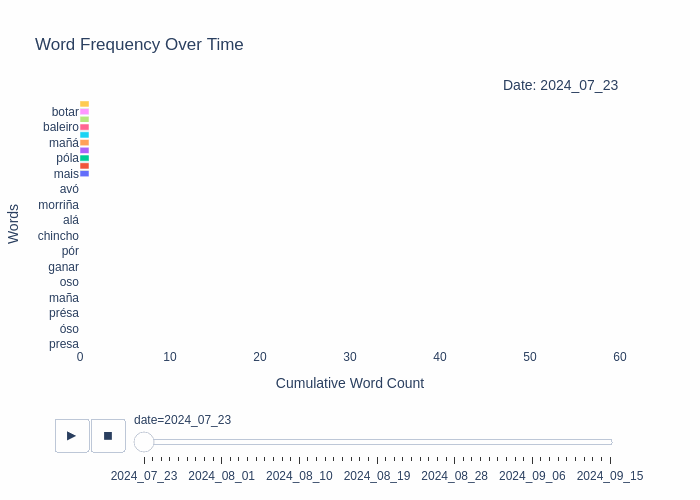 Word Frequency Over Time
Date: 2024_07_23
botar
baleiro
mañá
póla
mais
avó
morriña
alá
chincho
pór
ganar
oso
maña
présa
óso
presa
Words
0 10 20 30 40 50 60
Cumulative Word Count
date=2024_07_23
2024_07_23 2024_08_01 2024_08_10 2024_08_19 2024_08_28 2024_09_06 2024_09_15